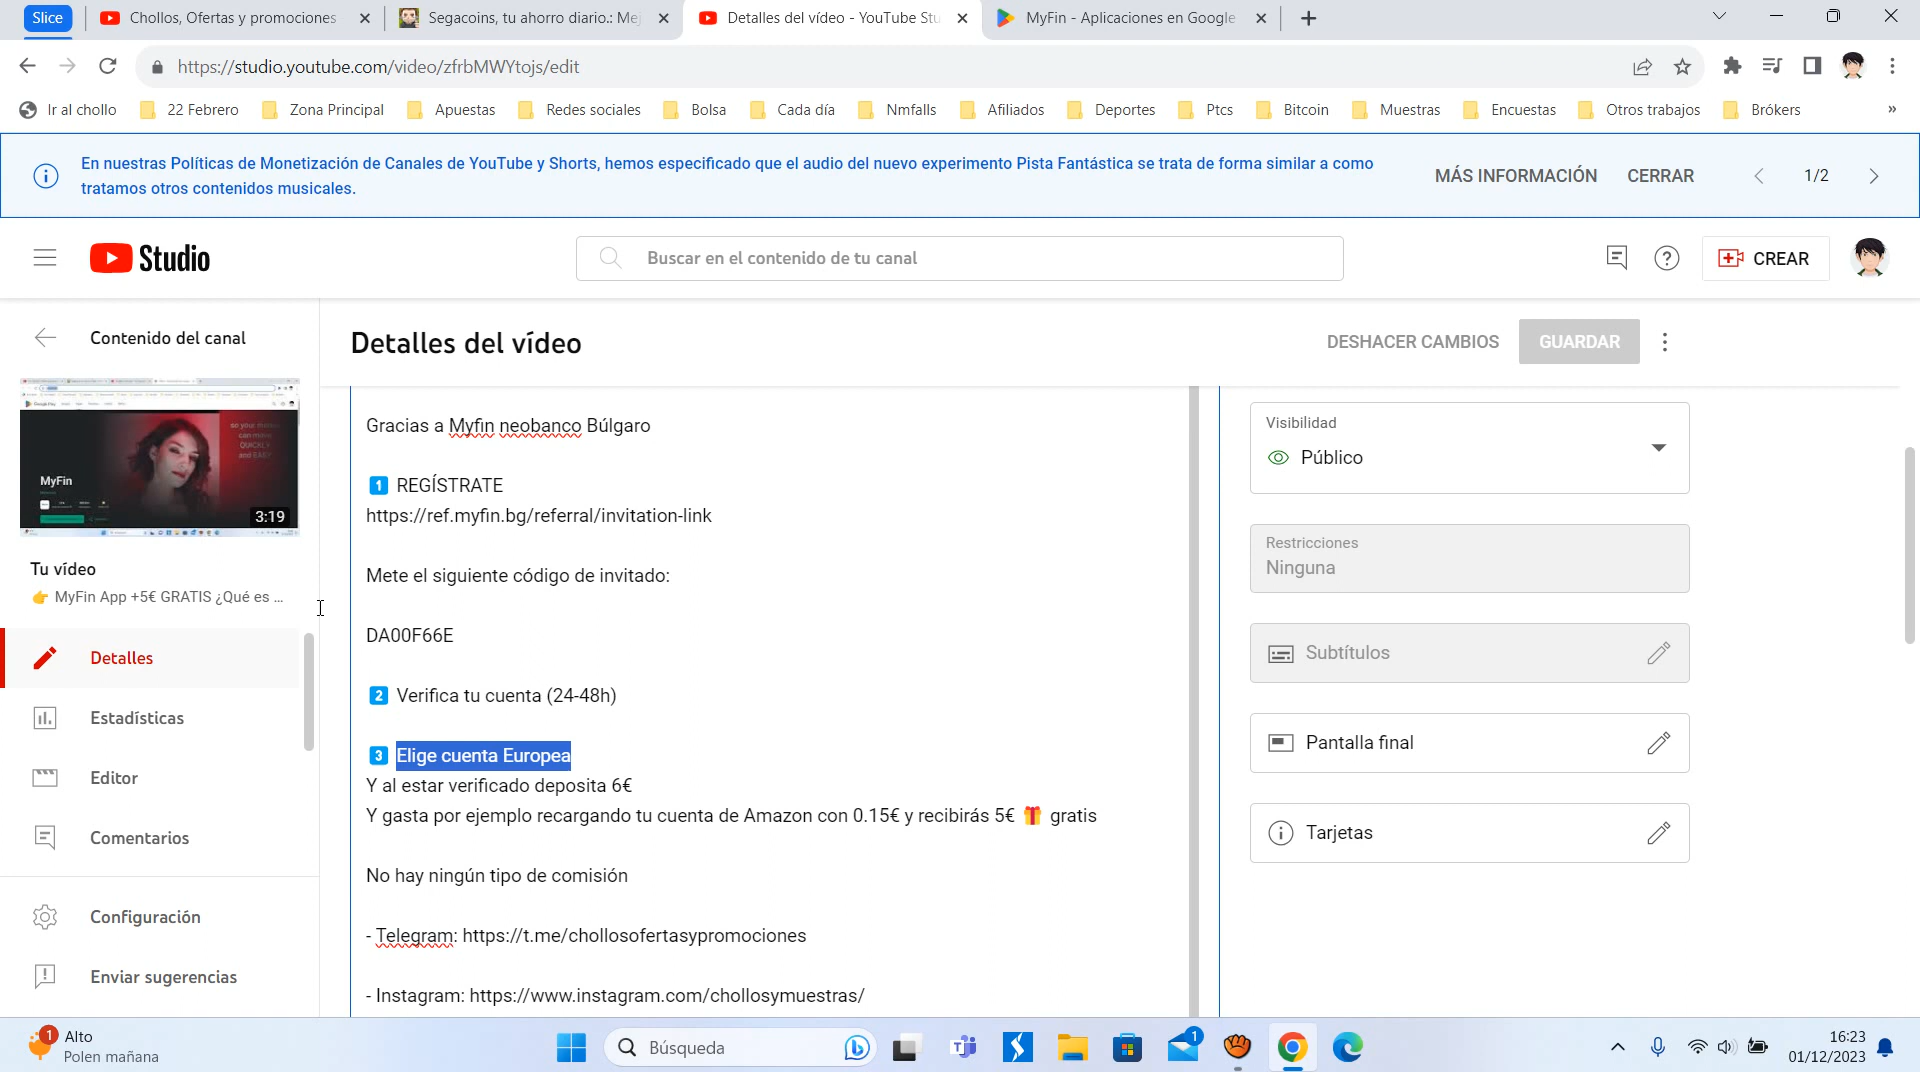 Slice
Chollos, Ofertas y promociones
Segacoins, tu ahorro diario.: Me
Detalles del vídeo - YouTube Stu
MyFin - Aplicaciones en Google
https://studio.youtube.com/video/zfrbMWYtojs/edit
Ir al chollo
22 Febrero
Zona Principal
Apuestas
Redes sociales
Bolsa
Cada día
Nmfalls
Afiliados
Deportes
Ptcs
Bitcoin
Muestras
Encuestas
Otros trabajos
Brókers
»
En nuestras Políticas de Monetización de Canales de YouTube y Shorts, hemos especificado que el audio del nuevo experimento Pista Fantástica se trata de forma similar a como
tratamos otros contenidos musicales.
MÁS INFORMACIÓN
CERRAR
1/2
Studio
Buscar en el contenido de tu canal
CREAR
Contenido del canal
Detalles del vídeo
DESHACER CAMBIOS
GUARDAR
MyFin
so your money
can move
QUICKLY
and EASY
3:19
Tu vídeo
👉 MyFin App +5€ GRATIS ¿Qué es ...
Detalles
Estadísticas
Editor
Comentarios
Configuración
Enviar sugerencias
Gracias a Myfin neobanco Búlgaro
1 REGÍSTRATE
https://ref.myfin.bg/referral/invitation-link
Mete el siguiente código de invitado:
DA00F66E
2 Verifica tu cuenta (24-48h)
3 Elige cuenta Europea
Y al estar verificado deposita 6€
Y gasta por ejemplo recargando tu cuenta de Amazon con 0.15€ y recibirás 5€ 🎁 gratis
No hay ningún tipo de comisión
- Telegram: https://t.me/chollosofertasypromociones
- Instagram: https://www.instagram.com/chollosymuestras/
Visibilidad
Público
Restricciones
Ninguna
Subtítulos
Pantalla final
Tarjetas
1
Alto
Polen mañana
Búsqueda
1
16:23
01/12/2023